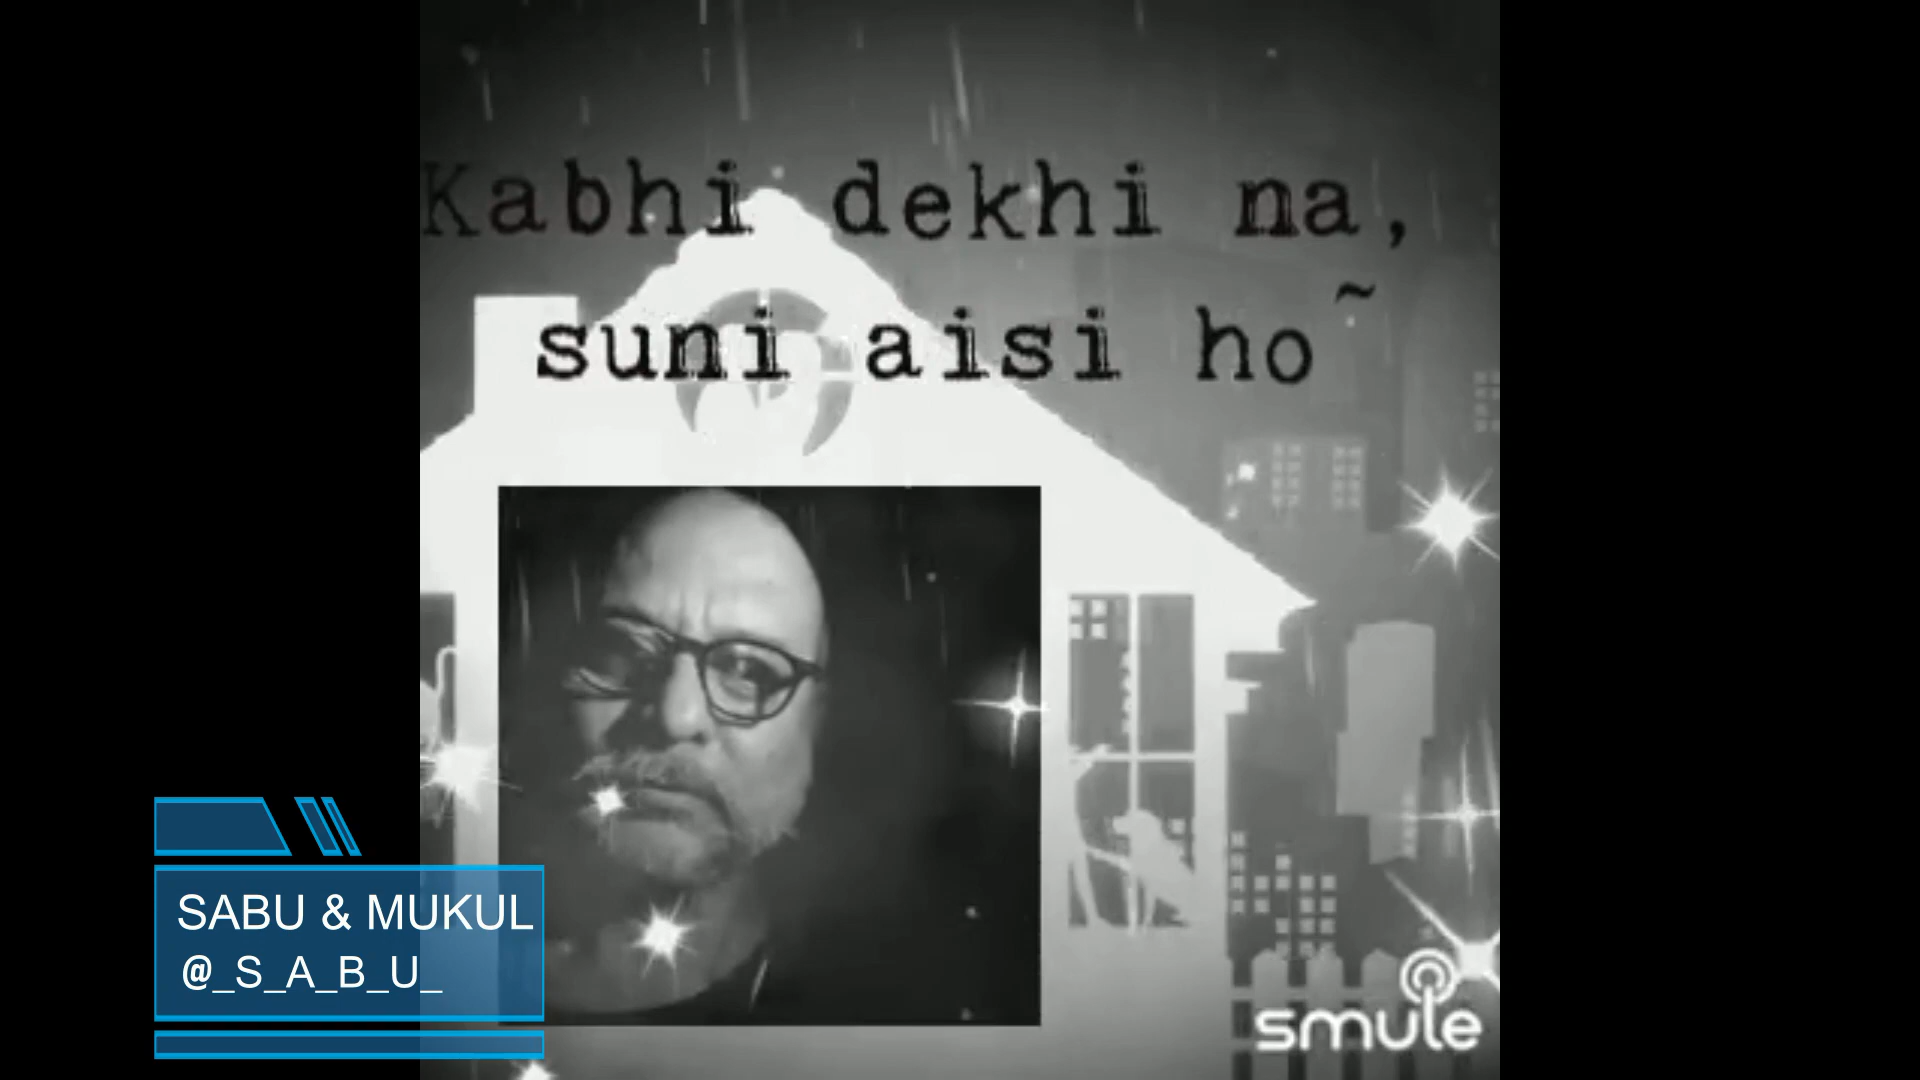 Kabhi dekhi na,
suni aisi ho~
SABU & MUKUL
@_S_A_B_U_
smule